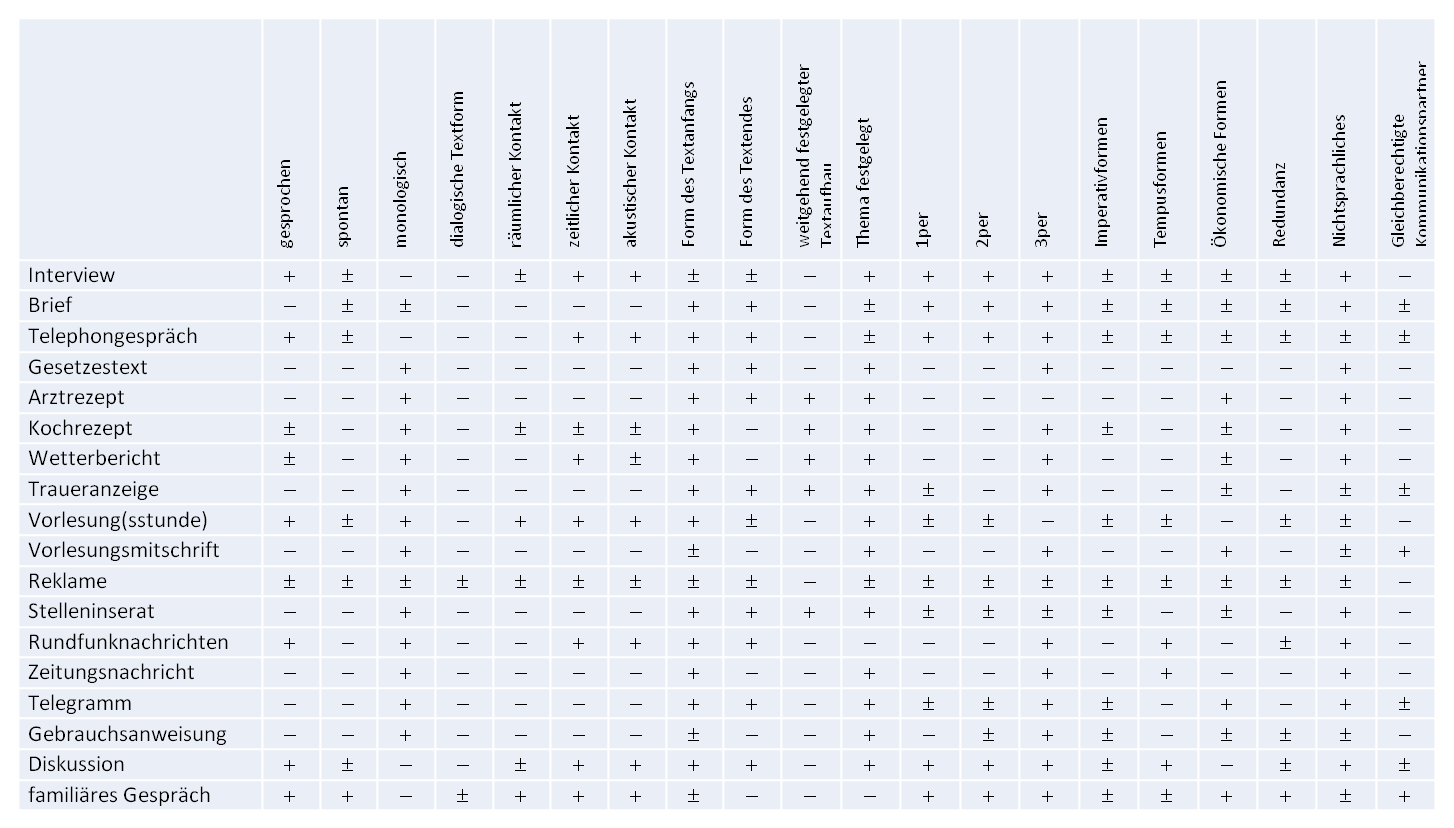 gesprochen
spontan
monologisch
dialogische Textform
räumlicher Kontakt
zeitlicher Kontakt
akustischer Kontakt
Form des Textanfangs
Form des Textendes
weitgehend festgelegter
Textaufbau
Thema festgelegt
1per
2per
3per
Imperativformen
Tempusformen
Ökonomische Formen
Redundanz
Nichtsprachliches
Gleichberechtigte
Kommunikationspartner
Interview + ± − − ± + + ± ± − + + + + ± ± ± ± + −
Brief − ± ± − − − − + + − ± + + + ± ± ± ± + ±
Telephongespräch + ± − − − + + + + − ± + + + ± ± ± ± ± ±
Gesetzestext − − + − − − − + + − + − − + − − − − + −
Arztrezept − − + − − − − + + + + − − − − − + − + −
Kochrezept ± − + − ± ± ± + − + + − − + ± − ± − + −
Wetterbericht ± − + − − + ± + − + + − − + − − ± − + −
Traueranzeige − − + − − − − + + + + ± − + − − ± − ± ±
Vorlesung(sstunde) + ± + − + + + + ± − + ± ± − ± ± − ± ± −
Vorlesungsmitschrift − − + − − − − ± − − + − − + − − + − ± +
Reklame ± ± ± ± ± ± ± ± ± − ± ± ± ± ± ± ± ± ± −
Stelleninserat − − + − − − − + + + + ± ± ± ± − ± − + −
Rundfunknachrichten + − + − − + + + + − − − − + − + − ± + −
Zeitungsnachricht − − + − − − − + − − + − − + − + − − + −
Telegramm − − + − − − − + + − + ± ± + ± − + − + ±
Gebrauchsanweisung − − + − − − − ± − − + − ± + ± − ± ± ± −
Diskussion + ± − − ± + + + + − + + + + ± + − ± + ±
familiäres Gespräch + + − ± + + + ± − − − + + + ± ± + + ± +